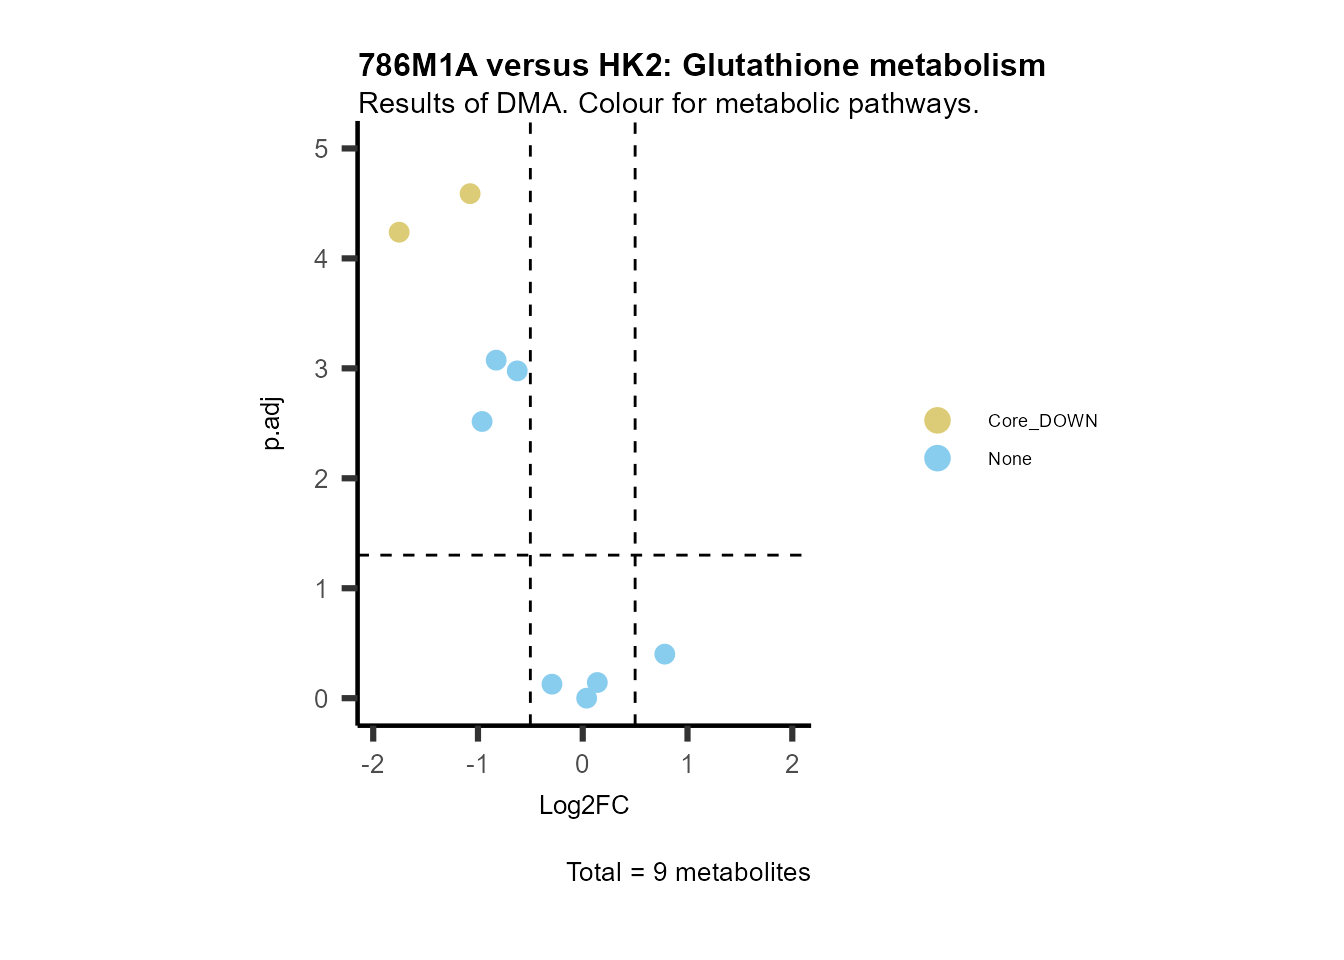 786M1A versus HK2: Glutathione metabolism
Results of DMA. Colour for metabolic pathways.
5
4
3
2
1
0
p.adj
-2 -1 0 1 2
Log2FC
Core_DOWN
None
Total = 9 metabolites